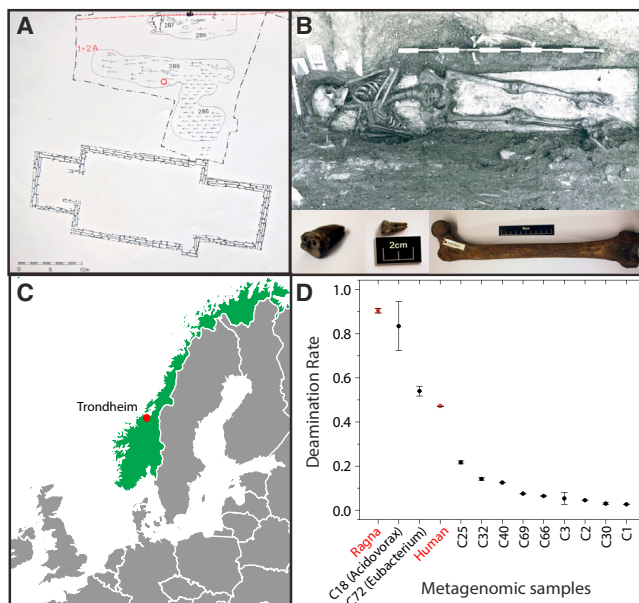 A
287
286
1+2A
288
286
0 5 10m
B
2cm
C
Trondheim
D
Deamination Rate
1.0
0.8
0.6
0.4
0.2
0.0
Ragna
C18 (Acidovorax)
C72 (Eubacterium)
Human
C25
C32
C40
C69
C66
C3
C2
C30
C1
Metagenomic samples